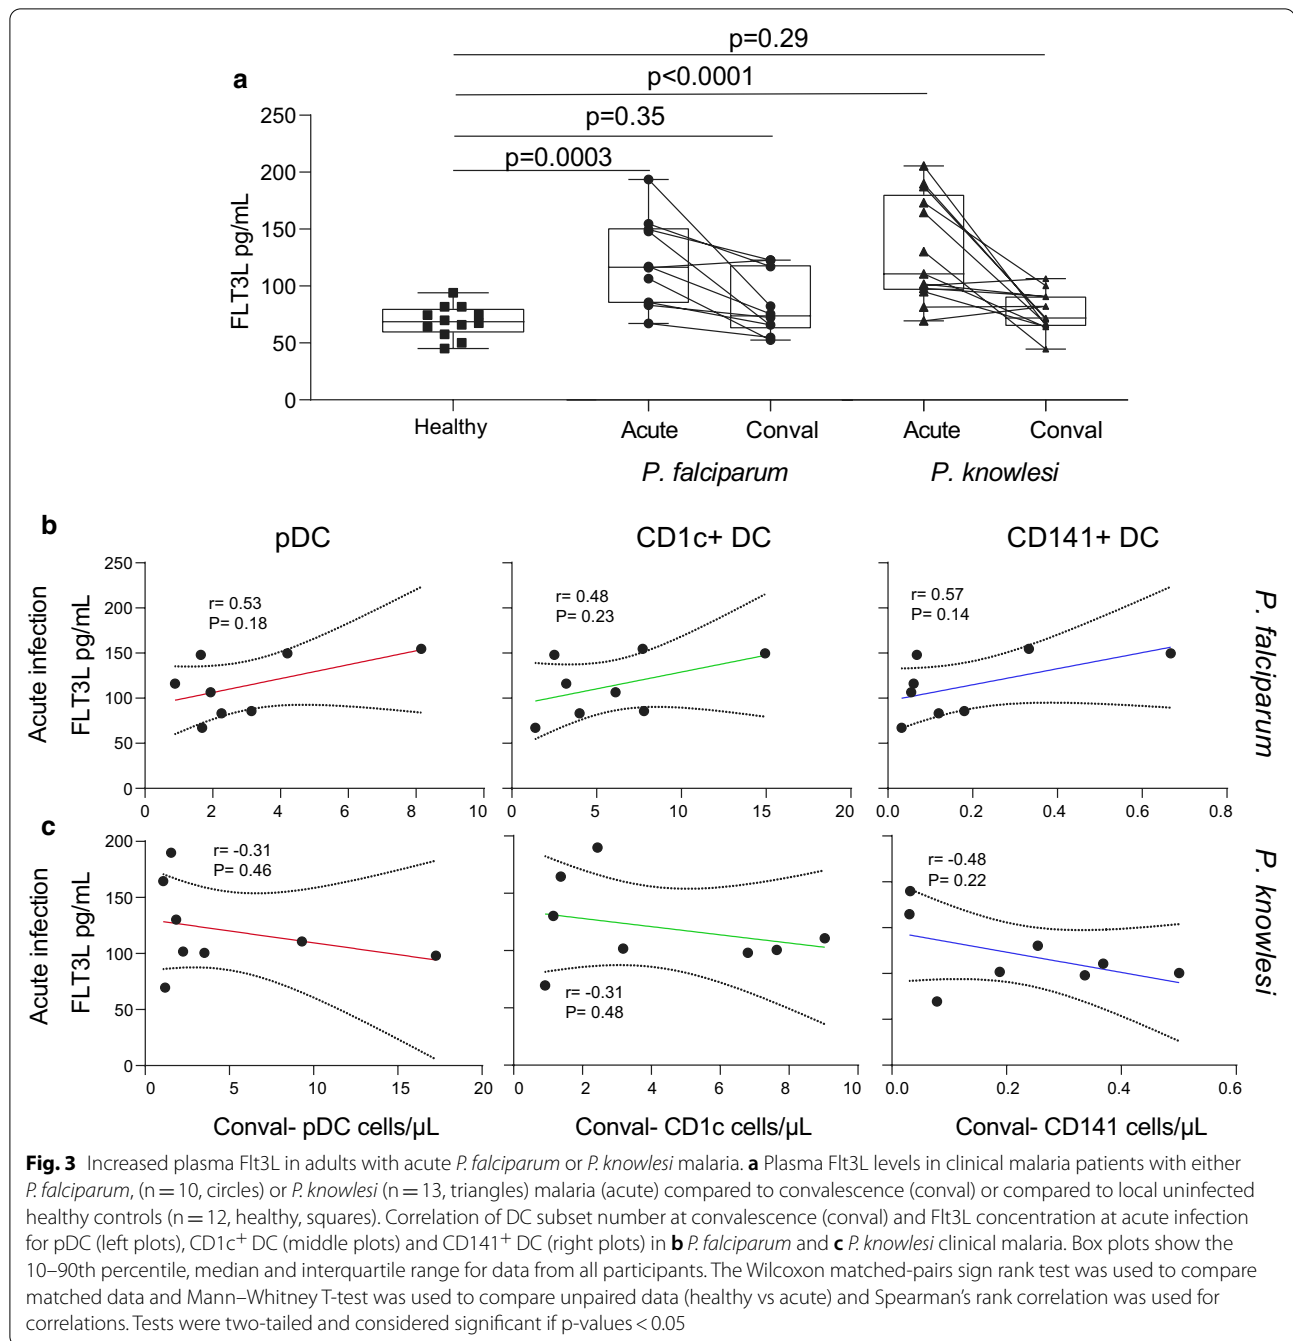 p=0.29
a
p<0.0001
p=0.35
p=0.0003
FLT3L pg/mL
250
200
150
100
50
0
Healthy
Acute
Conval
Acute
Conval
P. falciparum
P. knowlesi
b
pDC
CD1c+ DC
CD141+ DC
Acute infection
FLT3L pg/mL
250
200
150
100
50
0
r= 0.53
P= 0.18
0 2 4 6 8 10
r= 0.48
P= 0.23
0 5 10 15 20
r= 0.57
P= 0.14
0.0 0.2 0.4 0.6 0.8
P. falciparum
c
Acute infection
FLT3L pg/mL
200
150
100
50
0
r= -0.31
P= 0.46
0 5 10 15 20
r= -0.31
P= 0.48
0 2 4 6 8 10
r= -0.48
P= 0.22
0.0 0.2 0.4 0.6
P. knowlesi
Conval- pDC cells/µL
Conval- CD1c cells/µL
Conval- CD141 cells/µL
Fig. 3 Increased plasma Flt3L in adults with acute P. falciparum or P. knowlesi malaria. a Plasma Flt3L levels in clinical malaria patients with either
P. falciparum, (n = 10, circles) or P. knowlesi (n = 13, triangles) malaria (acute) compared to convalescence (conval) or compared to local uninfected
healthy controls (n = 12, healthy, squares). Correlation of DC subset number at convalescence (conval) and Flt3L concentration at acute infection
for pDC (left plots), CD1c+ DC (middle plots) and CD141+ DC (right plots) in b P. falciparum and c P. knowlesi clinical malaria. Box plots show the
10–90th percentile, median and interquartile range for data from all participants. The Wilcoxon matched-pairs sign rank test was used to compare
matched data and Mann–Whitney T-test was used to compare unpaired data (healthy vs acute) and Spearman's rank correlation was used for
correlations. Tests were two-tailed and considered significant if p-values < 0.05